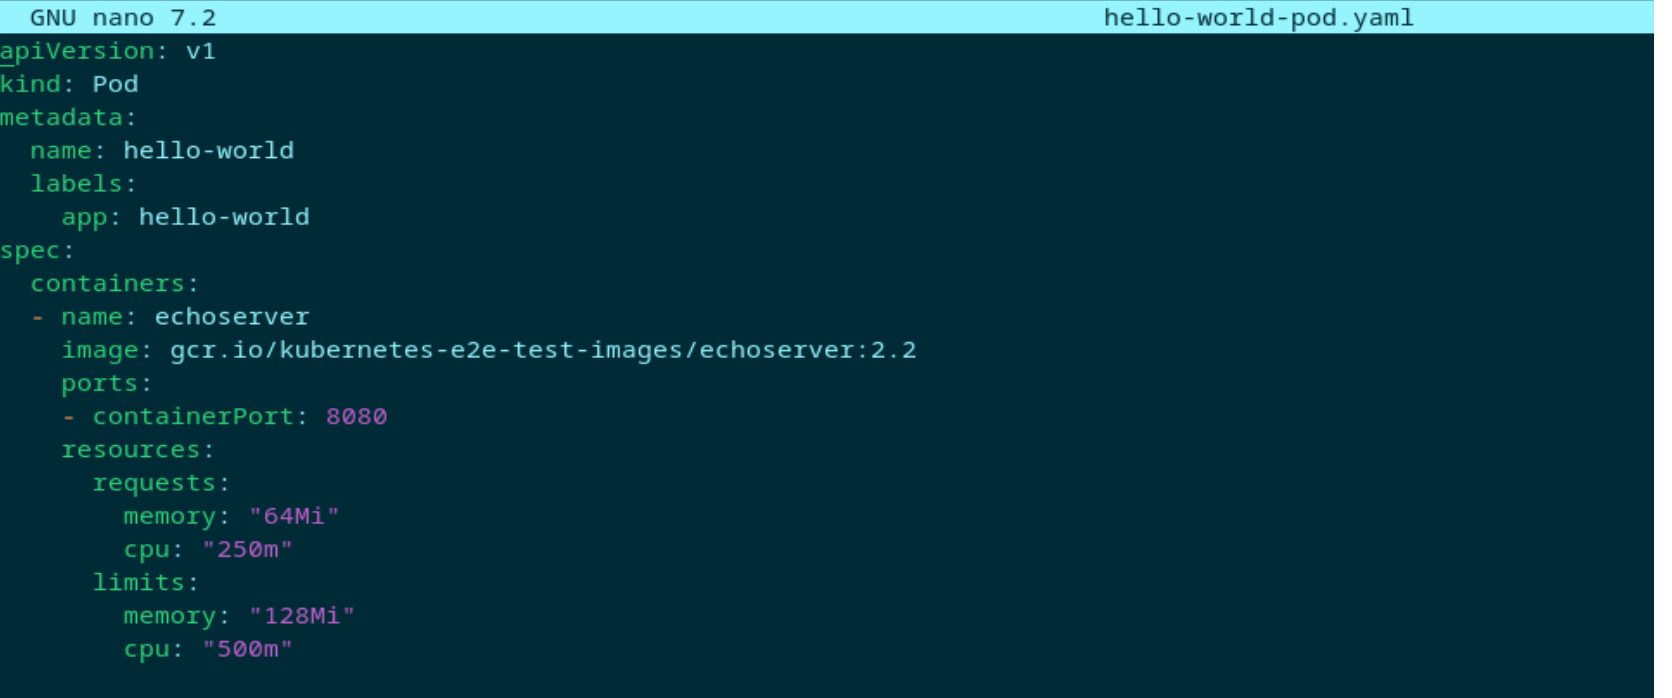 GNU nano 7.2 hello-world-pod.yaml
apiVersion: v1
kind: Pod
metadata:
  name: hello-world
  labels:
    app: hello-world
spec:
  containers:
  - name: echoserver
    image: gcr.io/kubernetes-e2e-test-images/echoserver:2.2
    ports:
    - containerPort: 8080
    resources:
      requests:
        memory: "64Mi"
        cpu: "250m"
      limits:
        memory: "128Mi"
        cpu: "500m"